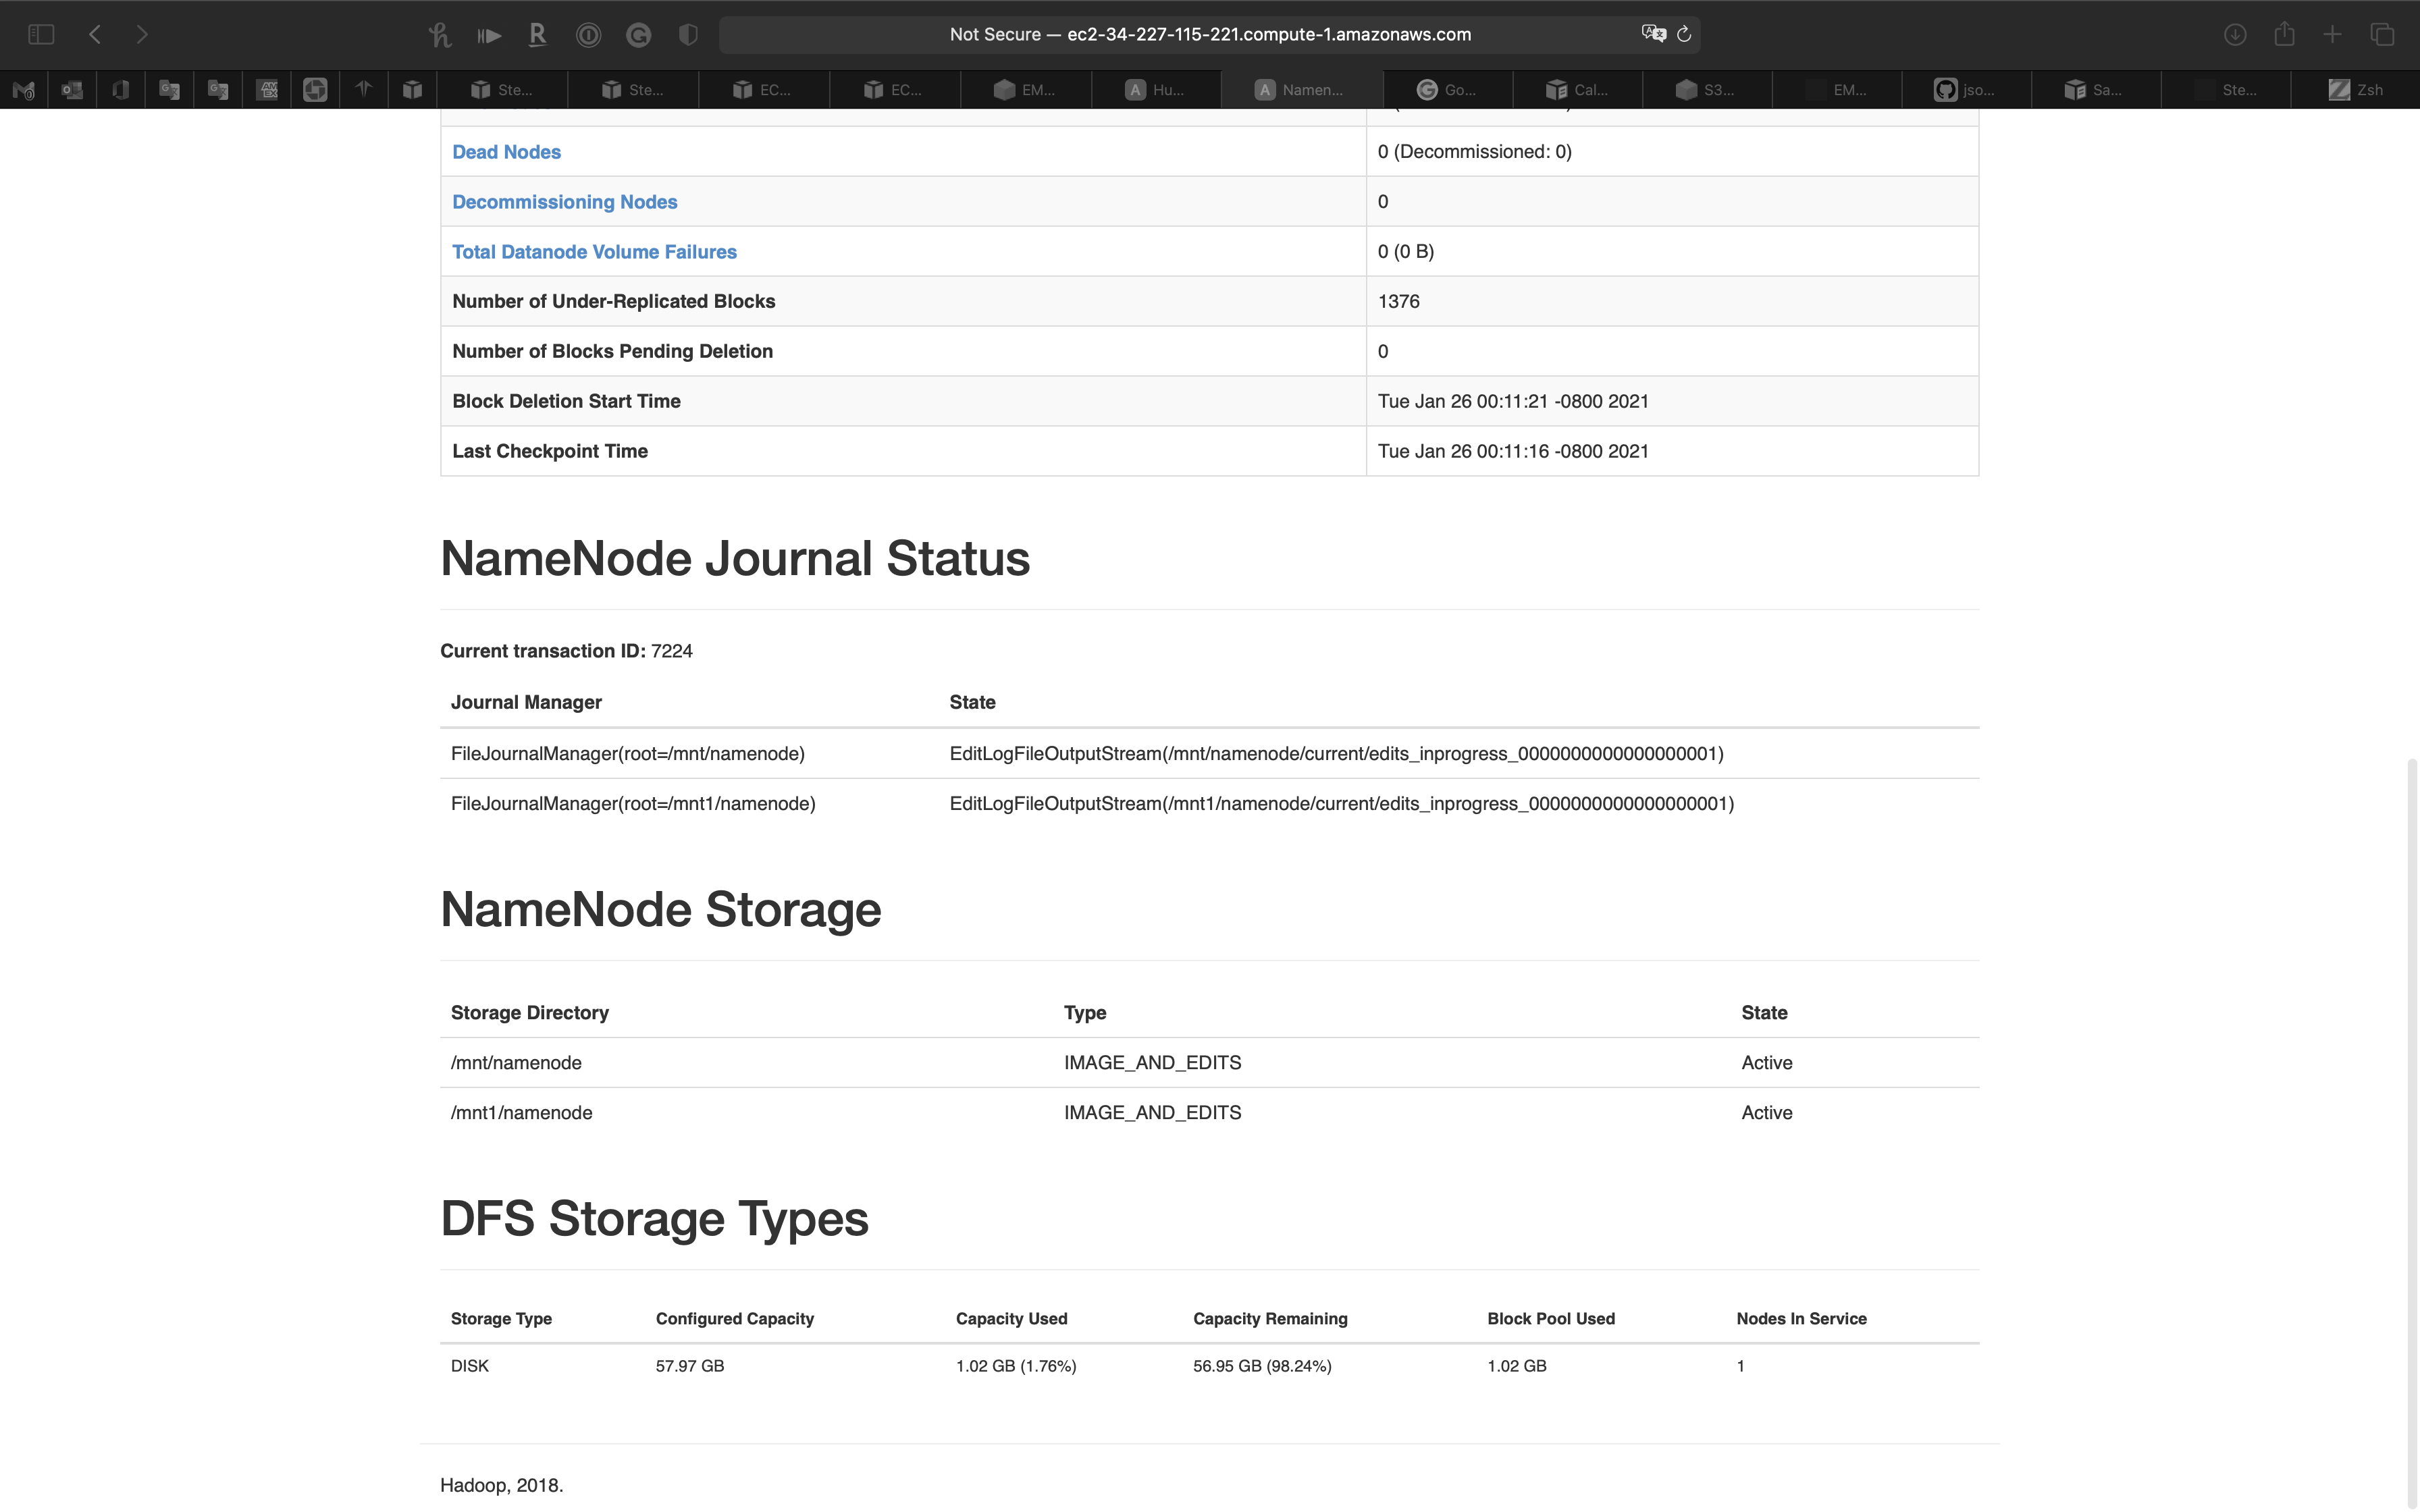 Not Secure — ec2-34-227-115-221.compute-1.amazonaws.com
Ste... Ste... EC... EC... EM... A Hu... A Namen... Go... Cal... S3... EM... jso... Sa... Ste... Zsh
Dead Nodes 0 (Decommissioned: 0)
Decommissioning Nodes 0
Total Datanode Volume Failures 0 (0 B)
Number of Under-Replicated Blocks 1376
Number of Blocks Pending Deletion 0
Block Deletion Start Time Tue Jan 26 00:11:21 -0800 2021
Last Checkpoint Time Tue Jan 26 00:11:16 -0800 2021
NameNode Journal Status
Current transaction ID: 7224
Journal Manager State
FileJournalManager(root=/mnt/namenode) EditLogFileOutputStream(/mnt/namenode/current/edits_inprogress_0000000000000000001)
FileJournalManager(root=/mnt1/namenode) EditLogFileOutputStream(/mnt1/namenode/current/edits_inprogress_0000000000000000001)
NameNode Storage
Storage Directory Type State
/mnt/namenode IMAGE_AND_EDITS Active
/mnt1/namenode IMAGE_AND_EDITS Active
DFS Storage Types
Storage Type Configured Capacity Capacity Used Capacity Remaining Block Pool Used Nodes In Service
DISK 57.97 GB 1.02 GB (1.76%) 56.95 GB (98.24%) 1.02 GB 1
Hadoop, 2018.